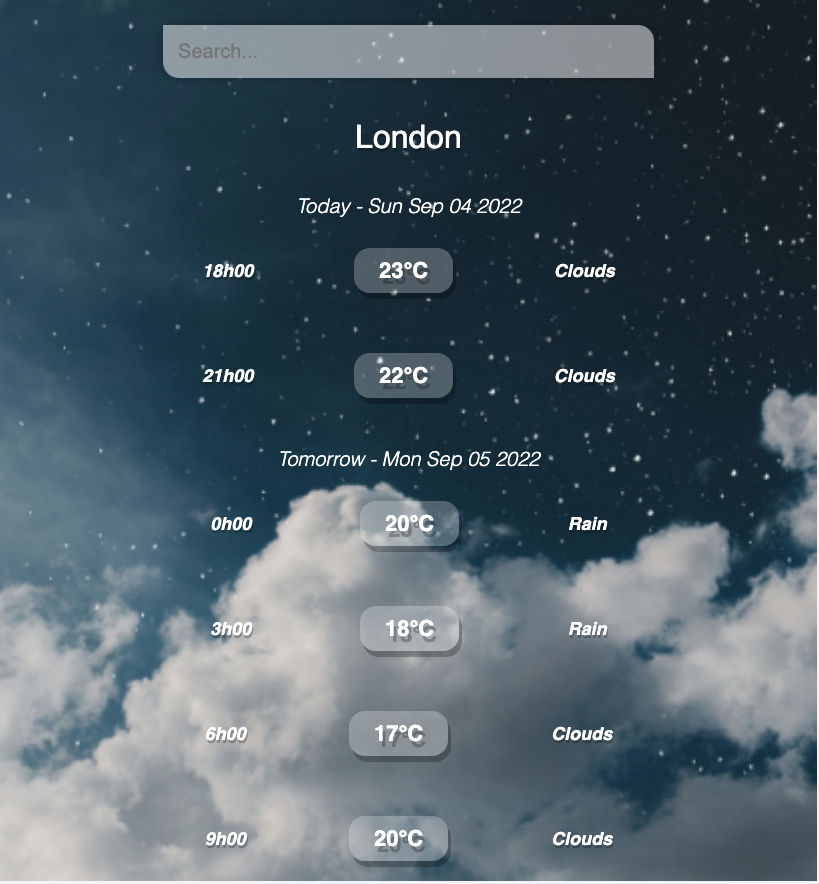 Search...
London
Today - Sun Sep 04 2022
18h00 23°C Clouds
21h00 22°C Clouds
Tomorrow - Mon Sep 05 2022
0h00 20°C Rain
3h00 18°C Rain
6h00 17°C Clouds
9h00 20°C Clouds